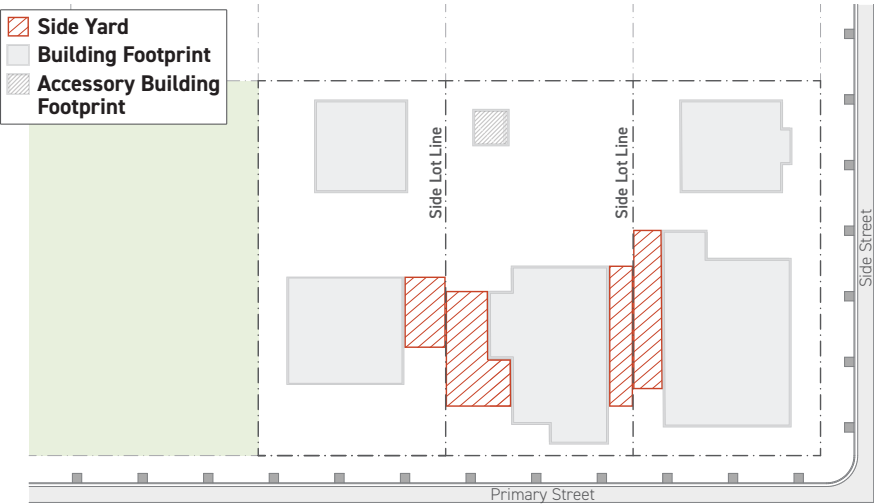 Side Yard
Building Footprint
Accessory Building
Footprint
Side Lot Line
Side Lot Line
Side Street
Primary Street